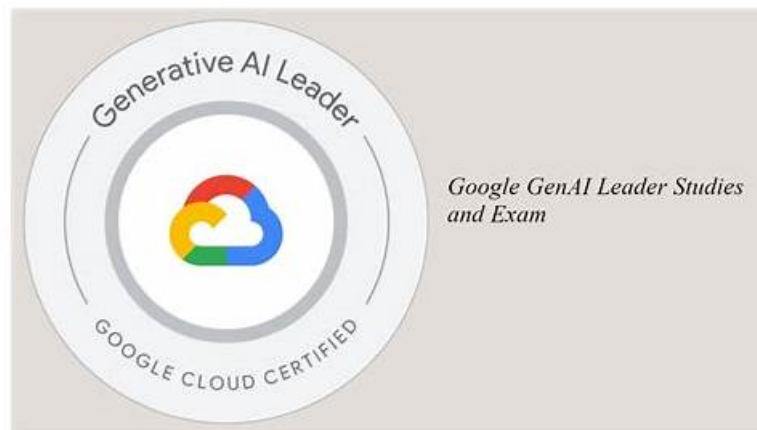 Generative AI Leader
GOOGLE CLOUD CERTIFIED
Google GenAI Leader Studies
and Exam